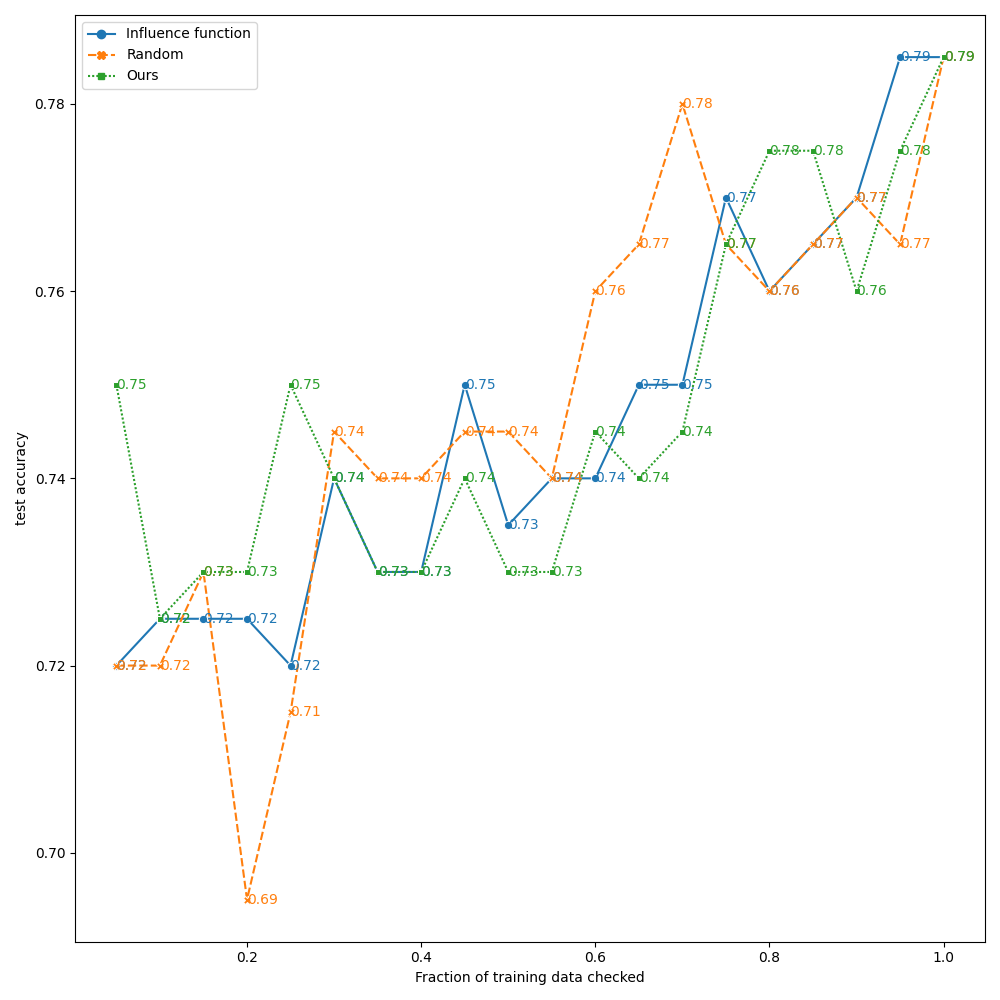 Influence function
Random
Ours
0.79 0.79
0.78
0.78
0.78 0.78 0.78
0.77 0.77 0.77
0.77 0.77 0.77 0.77
0.76
0.76 0.76 0.76
0.75 0.75 0.75 0.75 0.75
0.74 0.74 0.74 0.74 0.74
0.74
0.74 0.74 0.74 0.74 0.74 0.74 0.74
0.73
0.73 0.73 0.73 0.73 0.73 0.73
0.72 0.72 0.72
0.72
0.72 0.72 0.72
0.71
0.70
0.69
test accuracy
0.2 0.4 0.6 0.8 1.0
Fraction of training data checked